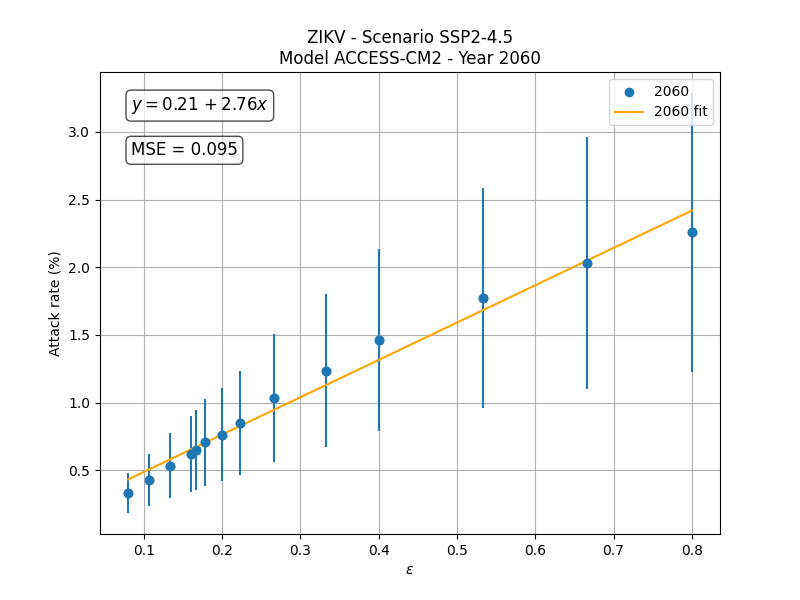 ZIKV - Scenario SSP2-4.5
Model ACCESS-CM2 - Year 2060
y = 0.21 + 2.76x
MSE = 0.095
2060
2060 fit
Attack rate (%)
3.0
2.5
2.0
1.5
1.0
0.5
0.1 0.2 0.3 0.4 0.5 0.6 0.7 0.8
ε